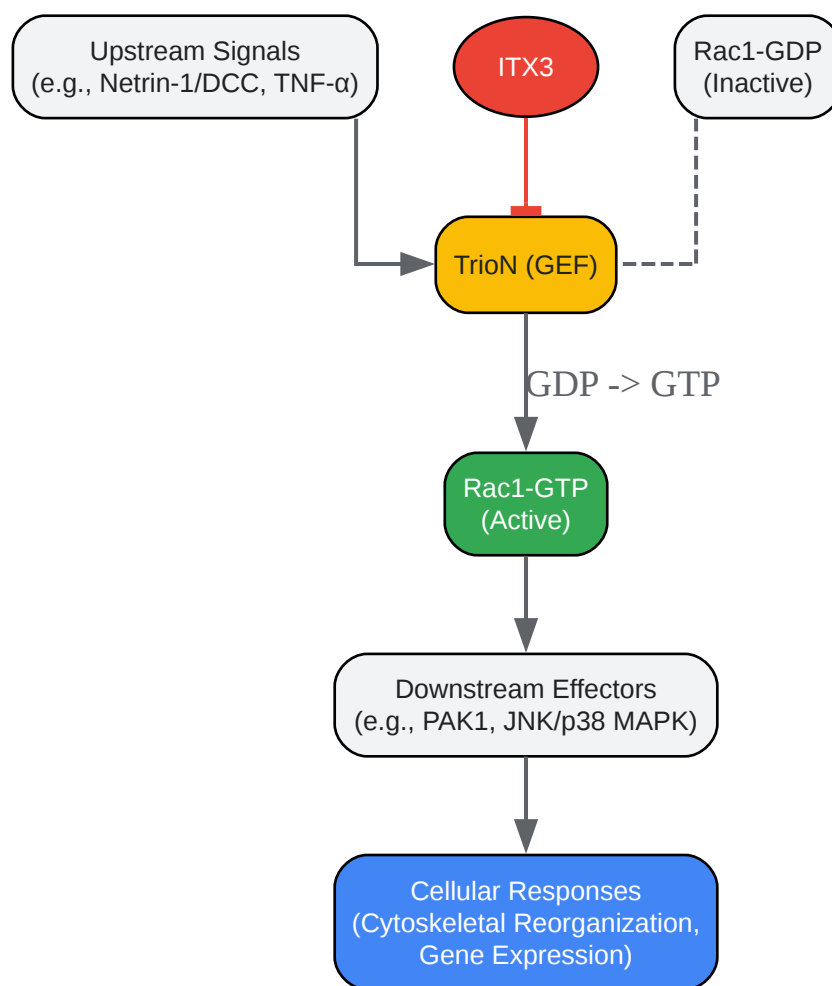 Upstream Signals
(e.g., Netrin-1/DCC, TNF-α)
ITX3
Rac1-GDP
(Inactive)
TrioN (GEF)
GDP -> GTP
Rac1-GTP
(Active)
Downstream Effectors
(e.g., PAK1, JNK/p38 MAPK)
Cellular Responses
(Cytoskeletal Reorganization,
Gene Expression)